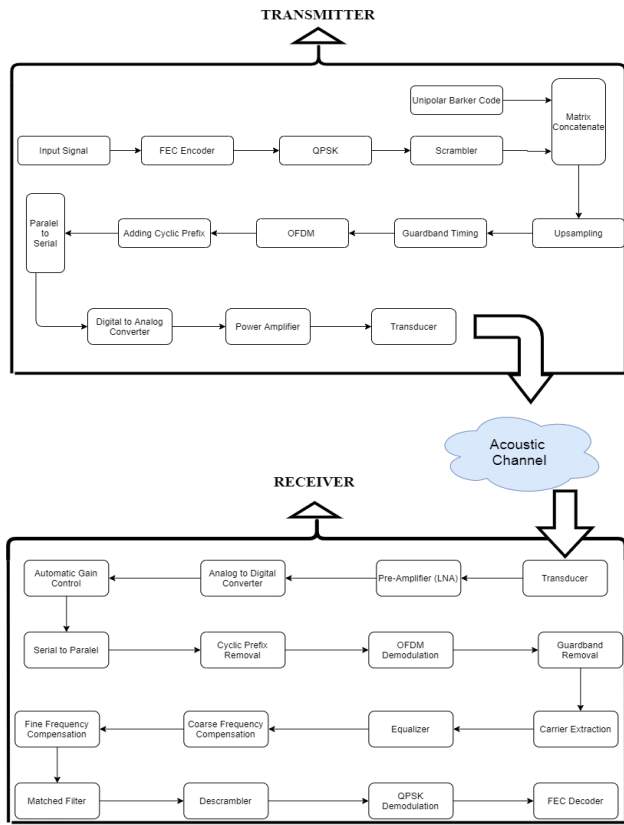 TRANSMITTER
Unipolar Barker Code
Matrix
Concatenate
Input Signal
FEC Encoder
QPSK
Scrambler
Paralel
to
Serial
Adding Cyclic Prefix
OFDM
Guardband Timing
Upsampling
Digital to Analog
Converter
Power Amplifier
Transducer
Acoustic
Channel
RECEIVER
Automatic Gain
Control
Analog to Digital
Converter
Pre-Amplifier (LNA)
Transducer
Serial to Paralel
Cyclic Prefix
Removal
OFDM
Demodulation
Guardband
Removal
Fine Frequency
Compensation
Coarse Frequency
Compensation
Equalizer
Carrier Extraction
Matched Filter
Descrambler
QPSK
Demodulation
FEC Decoder